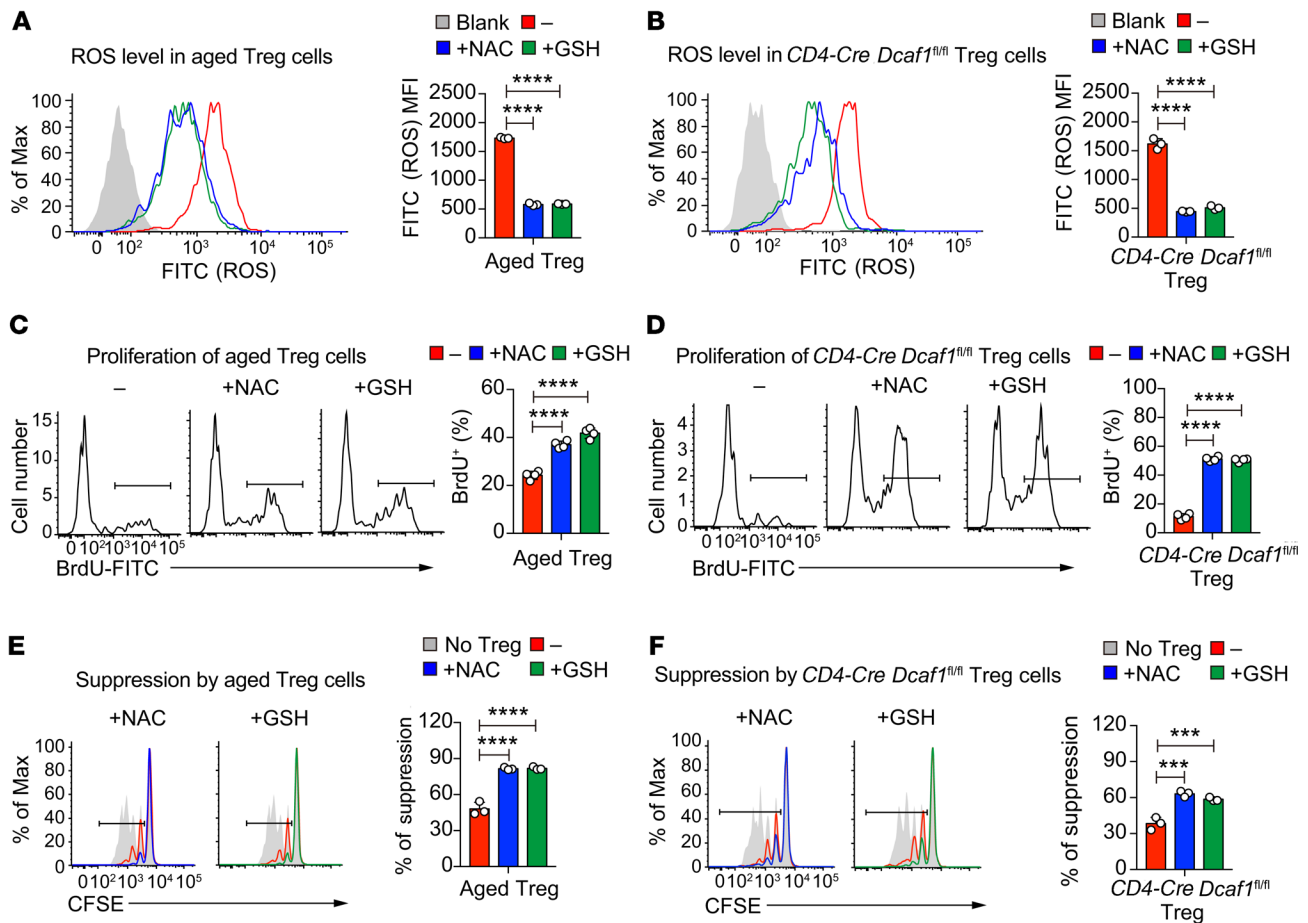 A
Blank –
+NAC +GSH
ROS level in aged Treg cells
% of Max
100
80
60
40
20
0
0 10² 10³ 10⁴ 10⁵
FITC (ROS)
FITC (ROS) MFI
2500
2000
1500
1000
500
0
****
****
Aged Treg
B
Blank –
+NAC +GSH
ROS level in CD4-Cre Dcaf1fl/fl Treg cells
% of Max
100
80
60
40
20
0
0 10² 10³ 10⁴ 10⁵
FITC (ROS)
FITC (ROS) MFI
2500
2000
1500
1000
500
0
****
****
CD4-Cre Dcaf1fl/fl
Treg
C
Proliferation of aged Treg cells
– +NAC +GSH
– +NAC +GSH
Cell number
15
10
5
0
0 10² 10³ 10⁴ 10⁵
BrdU-FITC
BrdU⁺ (%)
60
40
20
0
****
****
Aged Treg
D
Proliferation of CD4-Cre Dcaf1fl/fl Treg cells
– +NAC +GSH
– +NAC +GSH
Cell number
4
3
2
1
0
0 10² 10³ 10⁴ 10⁵
BrdU-FITC
BrdU⁺ (%)
100
80
60
40
20
0
****
****
CD4-Cre Dcaf1fl/fl
Treg
E
No Treg –
+NAC +GSH
Suppression by aged Treg cells
+NAC +GSH
% of Max
100
80
60
40
20
0
0 10² 10³ 10⁴ 10⁵
CFSE
% of suppression
120
90
60
30
0
****
****
Aged Treg
F
No Treg –
+NAC +GSH
Suppression by CD4-Cre Dcaf1fl/fl Treg cells
+NAC +GSH
% of Max
100
80
60
40
20
0
0 10² 10³ 10⁴ 10⁵
CFSE
% of suppression
120
90
60
30
0
***
***
CD4-Cre Dcaf1fl/fl
Treg